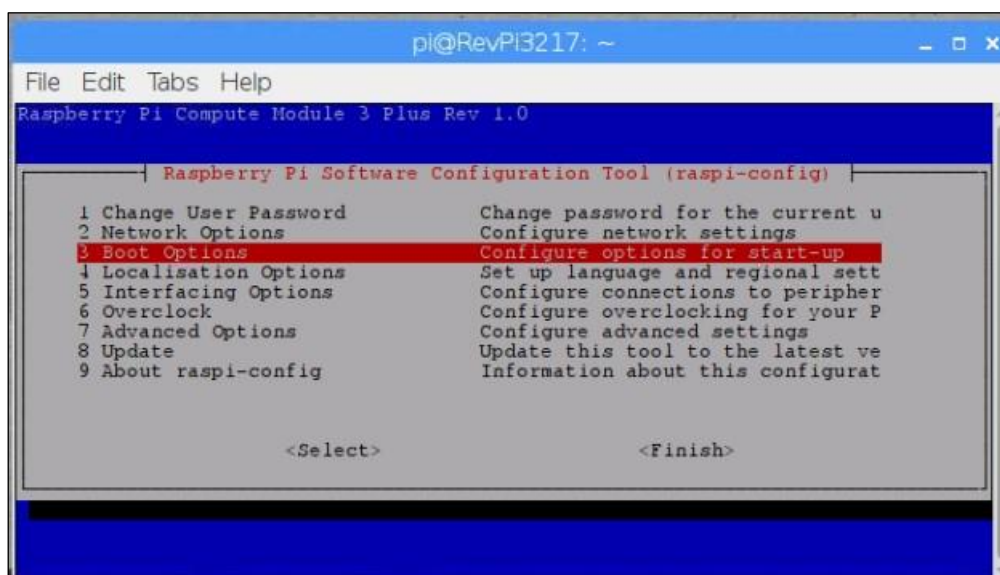 pi@RevPi3217: ~
File Edit Tabs Help
Raspberry Pi Compute Module 3 Plus Rev 1.0
Raspberry Pi Software Configuration Tool (raspi-config)
1 Change User Password Change password for the current u
2 Network Options Configure network settings
3 Boot Options Configure options for start-up
4 Localisation Options Set up language and regional sett
5 Interfacing Options Configure connections to peripher
6 Overclock Configure overclocking for your P
7 Advanced Options Configure advanced settings
8 Update Update this tool to the latest ve
9 About raspi-config Information about this configurat
<Select> <Finish>